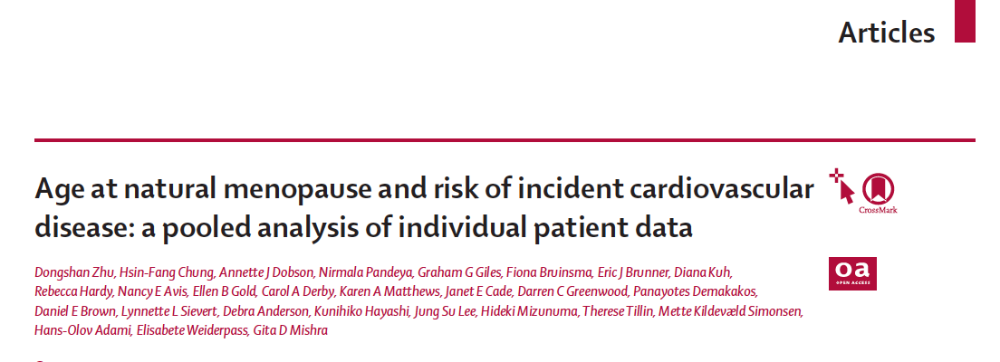 Articles
Age at natural menopause and risk of incident cardiovascular
disease: a pooled analysis of individual patient data
CrossMark
Dongshan Zhu, Hsin-Fang Chung, Annette J Dobson, Nirmala Pandeya, Graham G Giles, Fiona Bruinsma, Eric J Brunner, Diana Kuh,
Rebecca Hardy, Nancy E Avis, Ellen B Gold, Carol A Derby, Karen A Matthews, Janet E Cade, Darren C Greenwood, Panayotes Demakakos,
Daniel E Brown, Lynnette L Sievert, Debra Anderson, Kunihiko Hayashi, Jung Su Lee, Hideki Mizunuma, Therese Tillin, Mette Kildevæld Simonsen,
Hans-Olov Adami, Elisabete Weiderpass, Gita D Mishra
oa
OPEN ACCESS